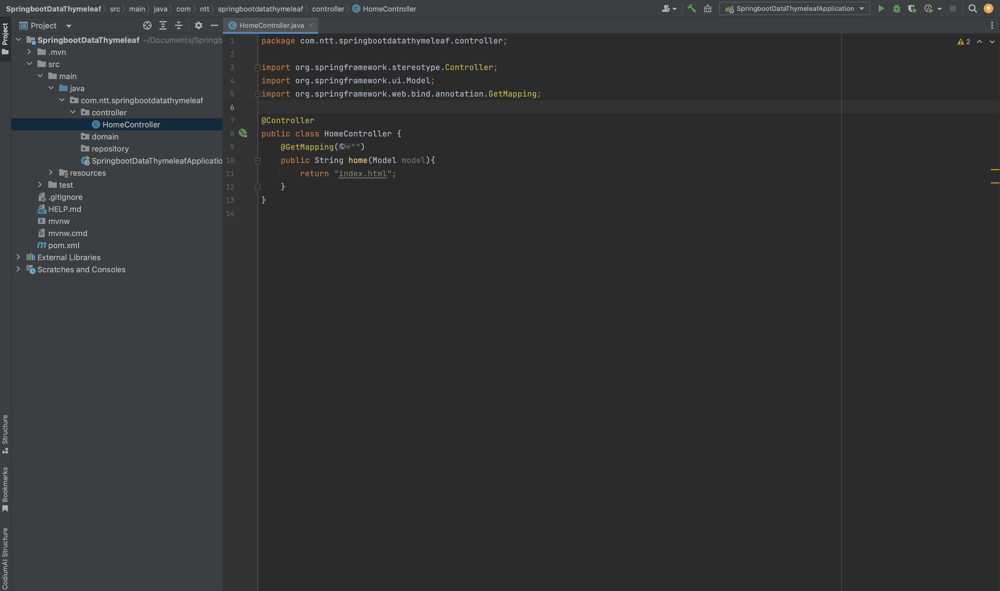 SpringbootDataThymeleaf src main java com ntt springbootdatathymeleaf controller HomeController
SpringbootDataThymeleafApplication
Project
Project
SpringbootDataThymeleaf ~/Documents/Springb
.mvn
src
main
java
com.ntt.springbootdatathymeleaf
controller
HomeController
domain
repository
SpringbootDataThymeleafApplicatio
resources
test
.gitignore
HELP.md
mvnw
mvnw.cmd
pom.xml
External Libraries
Scratches and Consoles
Structure
Bookmarks
CodiumAI Structure
HomeController.java
2
1 package com.ntt.springbootdatathymeleaf.controller;
2
3 import org.springframework.stereotype.Controller;
4 import org.springframework.ui.Model;
5 import org.springframework.web.bind.annotation.GetMapping;
6
7 @Controller
8 public class HomeController {
9 @GetMapping("")
10 public String home(Model model){
11 return "index.html";
12 }
13 }
14